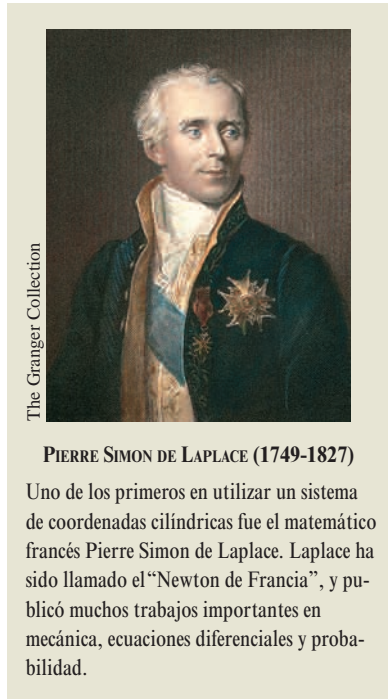 The Granger Collection
PIERRE SIMON DE LAPLACE (1749-1827)
Uno de los primeros en utilizar un sistema
de coordenadas cilíndricas fue el matemático
francés Pierre Simon de Laplace. Laplace ha
sido llamado el“Newton de Francia”, y pu-
blicó muchos trabajos importantes en
mecánica, ecuaciones diferenciales y proba-
bilidad.